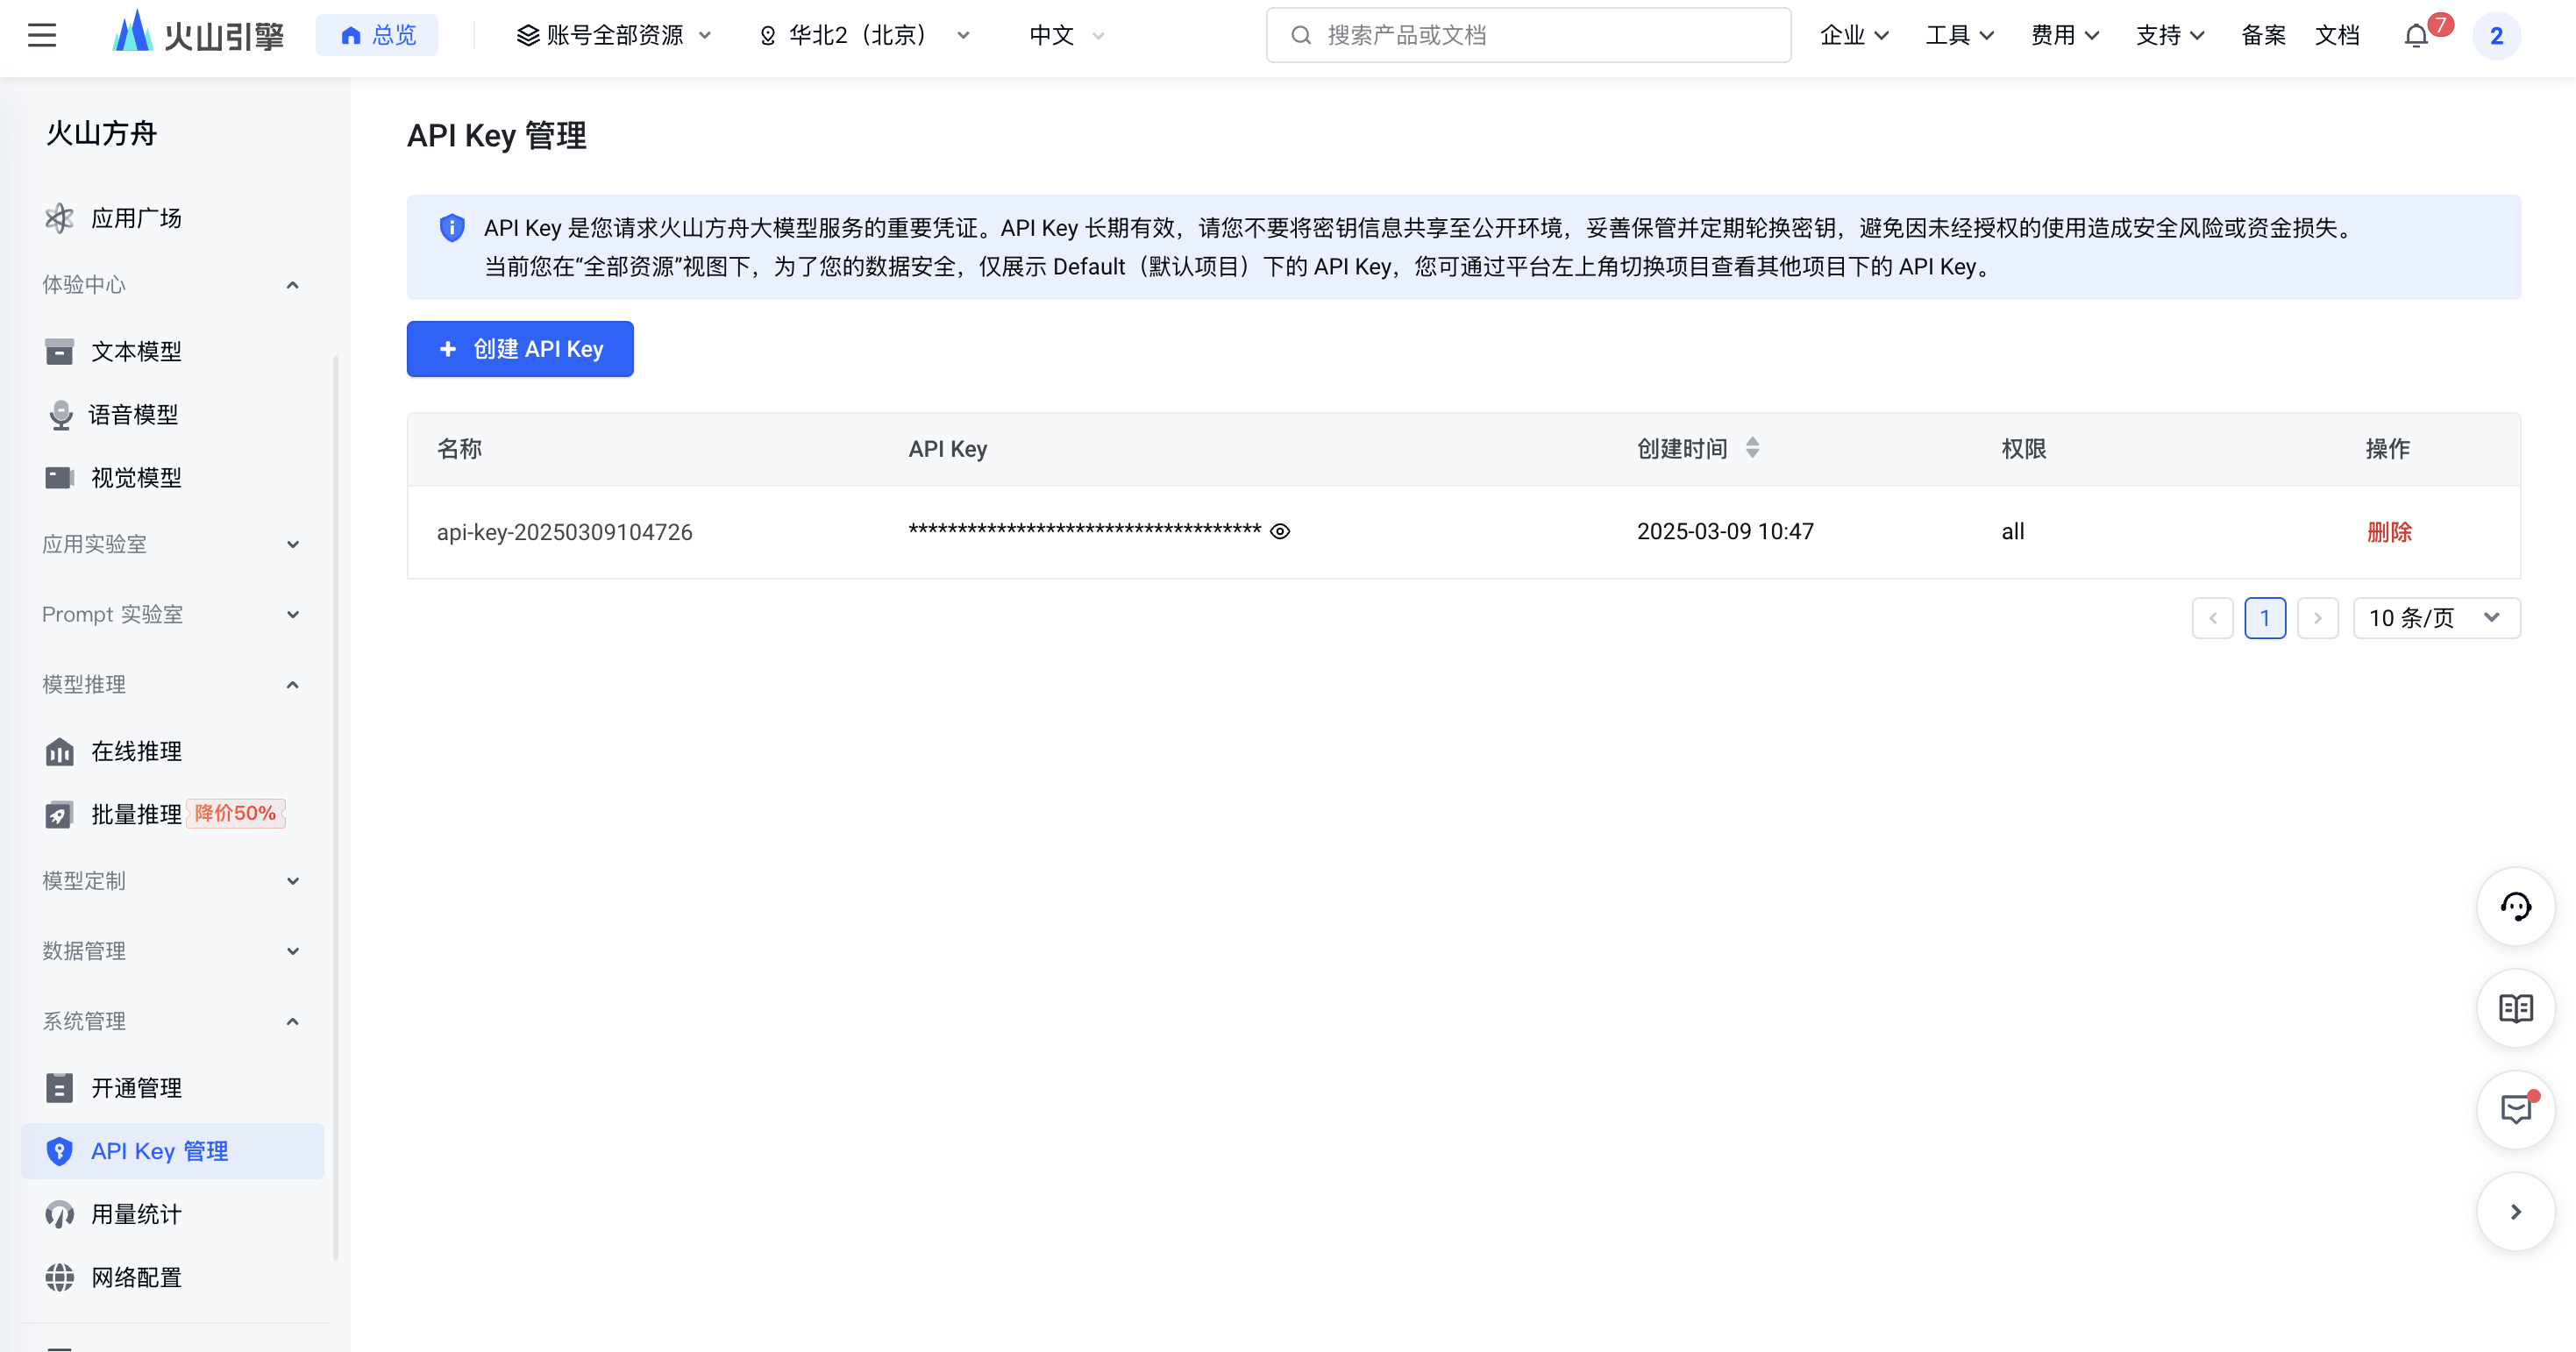 火山引擎
总览
账号全部资源
华北2（北京）
中文
搜索产品或文档
企业
工具
费用
支持
备案
文档
7
2
火山方舟
应用广场
体验中心
文本模型
语音模型
视觉模型
应用实验室
Prompt 实验室
模型推理
在线推理
批量推理 降价50%
模型定制
数据管理
系统管理
开通管理
API Key 管理
用量统计
网络配置
API Key 管理
API Key 是您请求火山方舟大模型服务的重要凭证。API Key 长期有效，请您不要将密钥信息共享至公开环境，妥善保管并定期轮换密钥，避免因未经授权的使用造成安全风险或资金损失。
当前您在“全部资源”视图下，为了您的数据安全，仅展示 Default（默认项目）下的 API Key，您可通过平台左上角切换项目查看其他项目下的 API Key。
+ 创建 API Key
名称 API Key 创建时间 权限 操作
api-key-20250309104726 ************************************ 2025-03-09 10:47 all 删除
1
10 条/页